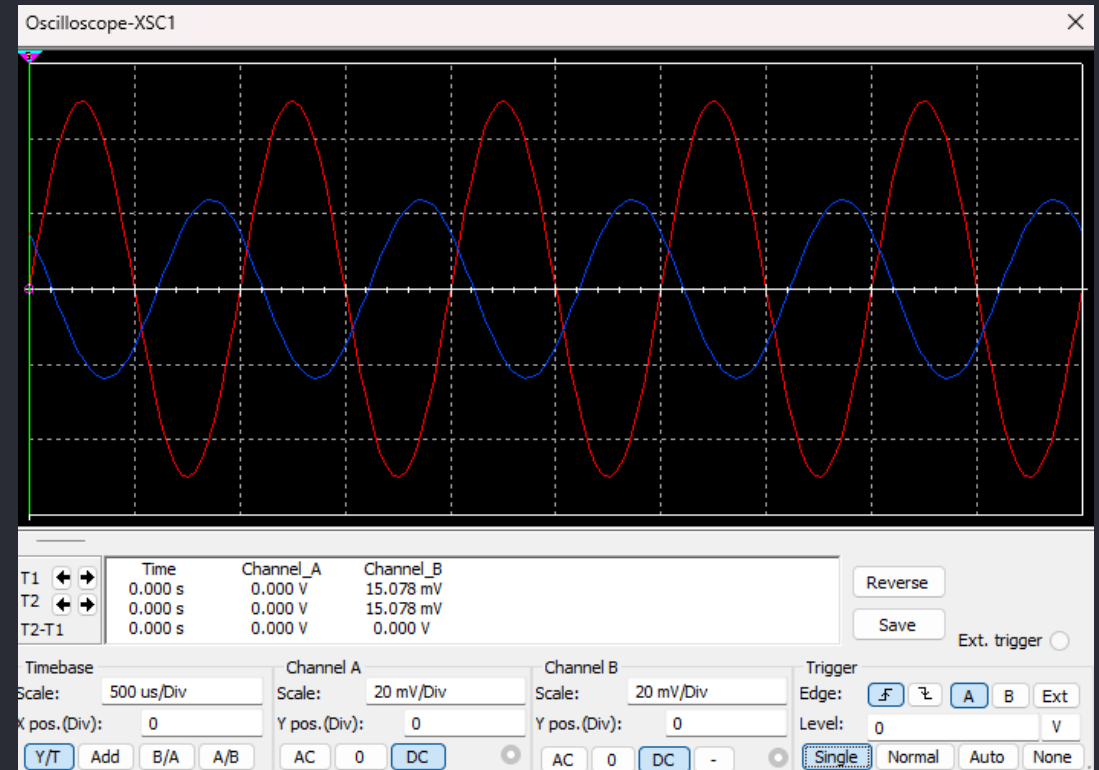 Oscilloscope-XSC1
Time Channel_A Channel_B
T1 0.000 s 0.000 V 15.078 mV
T2 0.000 s 0.000 V 15.078 mV
T2-T1 0.000 s 0.000 V 0.000 V
Reverse
Save
Ext. trigger
Timebase Channel A Channel B Trigger
Scale: 500 us/Div Scale: 20 mV/Div Scale: 20 mV/Div Edge: A B Ext
X pos.(Div): 0 Y pos.(Div): 0 Y pos.(Div): 0 Level: 0 V
Y/T Add B/A A/B AC 0 DC AC 0 DC - Single Normal Auto None